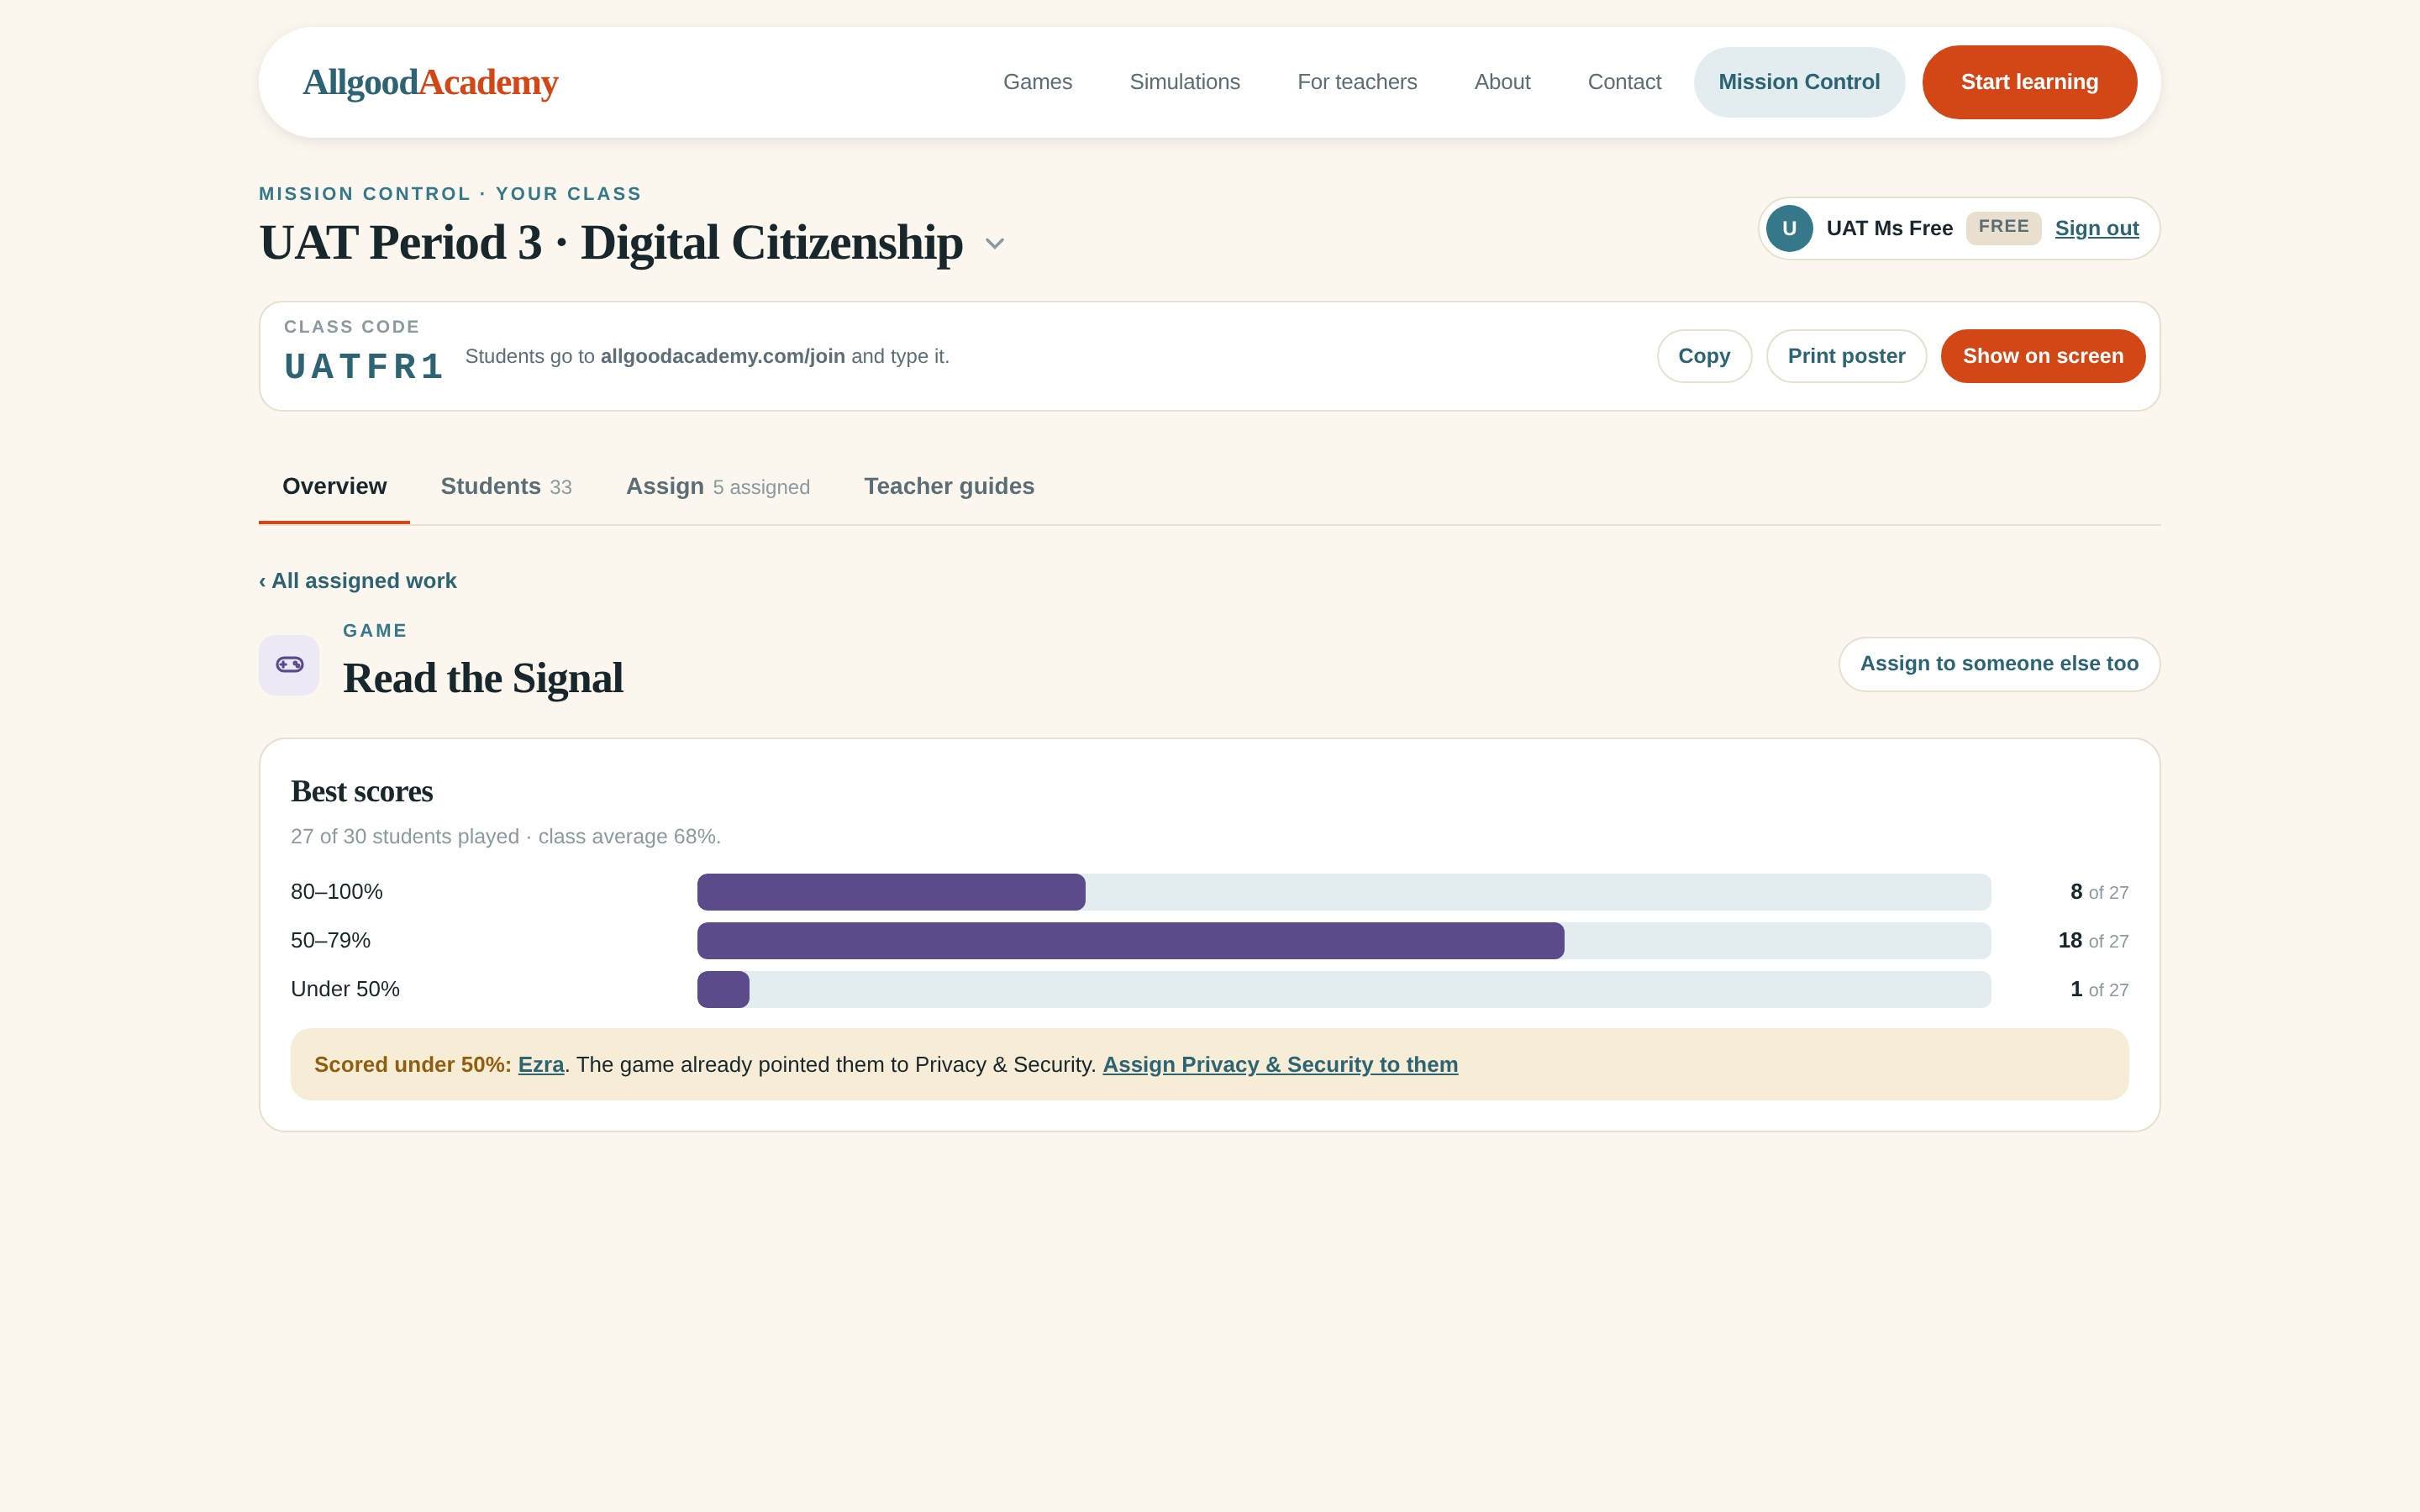 AllgoodAcademy Games Simulations For teachers About Contact Mission Control Start learning
MISSION CONTROL · YOUR CLASS
UAT Period 3 · Digital Citizenship
U UAT Ms Free FREE Sign out
CLASS CODE
UATFR1 Students go to allgoodacademy.com/join and type it. Copy Print poster Show on screen
Overview Students 33 Assign 5 assigned Teacher guides
‹ All assigned work
GAME
Read the Signal
Assign to someone else too
Best scores
27 of 30 students played · class average 68%.
80–100% 8 of 27
50–79% 18 of 27
Under 50% 1 of 27
Scored under 50%: Ezra. The game already pointed them to Privacy & Security. Assign Privacy & Security to them